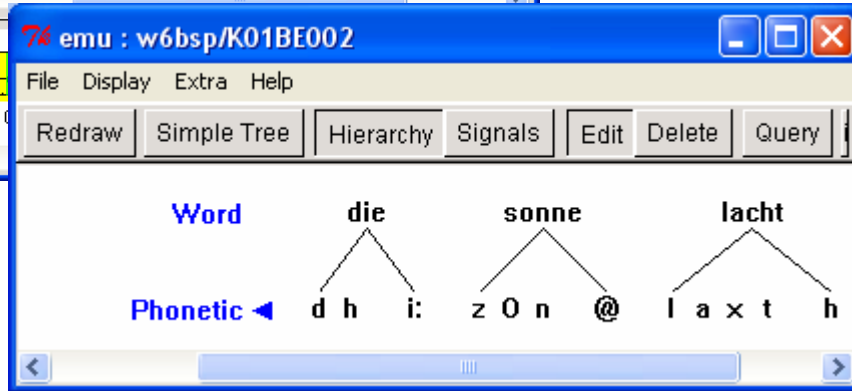 emu : w6bsp/K01BE002
File Display Extra Help
Redraw Simple Tree Hierarchy Signals Edit Delete Query
Word die sonne lacht
Phonetic d h i: z O n @ l a x t h